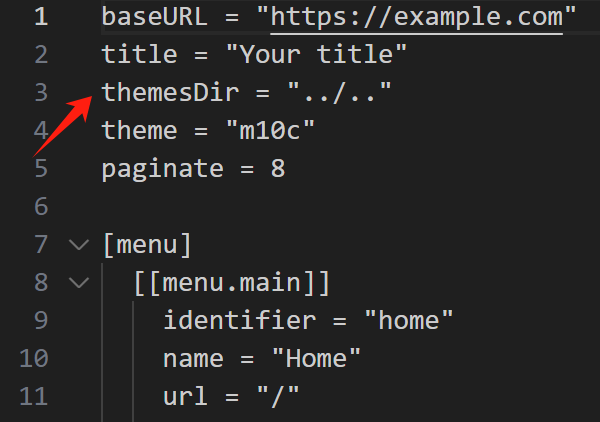 1 baseURL = "https://example.com"
2 title = "Your title"
3 themesDir = "../.."
4 theme = "m10c"
5 paginate = 8
6
7 [menu]
8 [[menu.main]]
9 identifier = "home"
10 name = "Home"
11 url = "/"